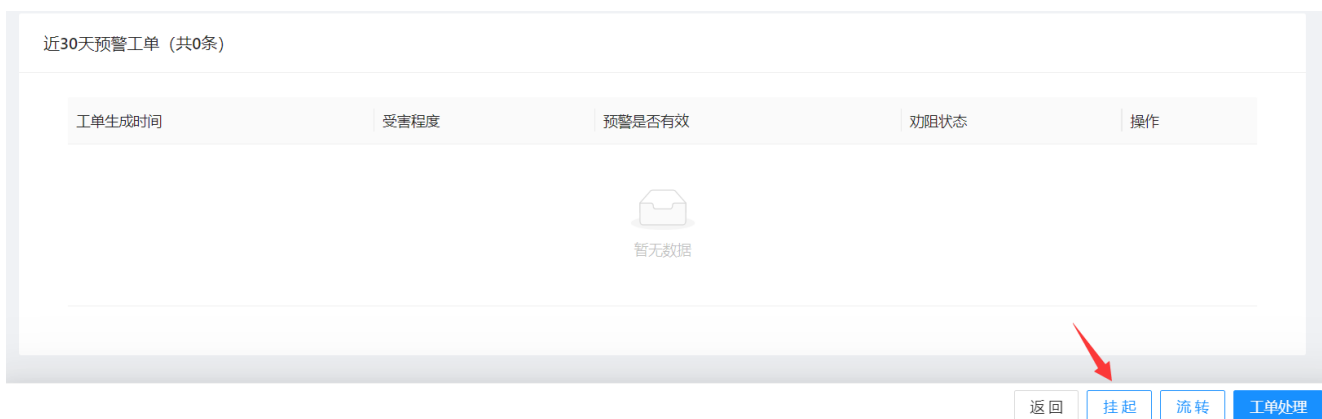 近30天预警工单（共0条）
工单生成时间 受害程度 预警是否有效 劝阻状态 操作
暂无数据
返回 挂起 流转 工单处理